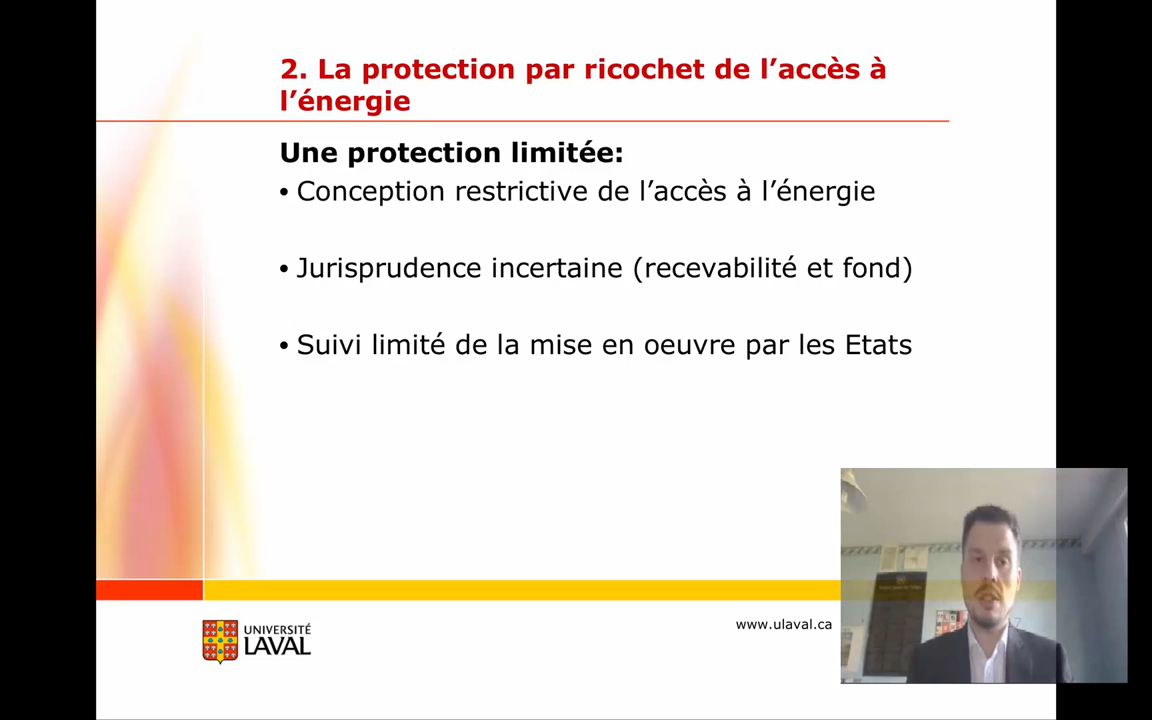 2. La protection par ricochet de l’accès à
l’énergie
Une protection limitée:
• Conception restrictive de l’accès à l’énergie
• Jurisprudence incertaine (recevabilité et fond)
• Suivi limité de la mise en oeuvre par les Etats
UNIVERSITÉ
LAVAL
www.ulaval.ca